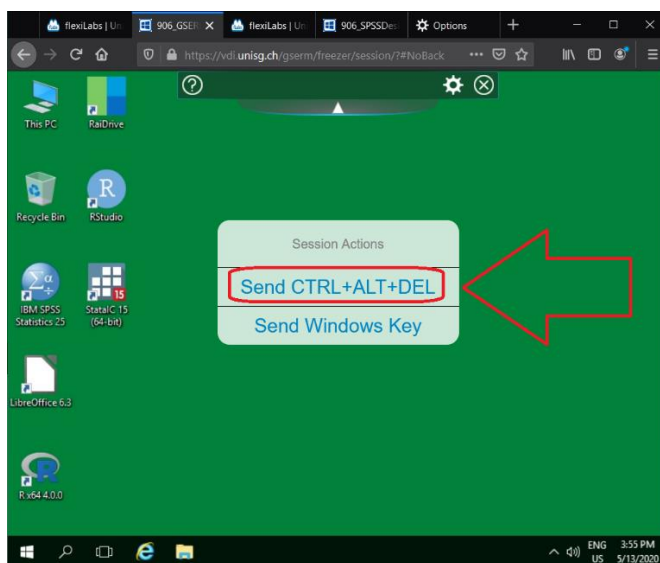 flexiLabs | Un
906_GSER
flexiLabs | Un
906_SPSSDes
Options
https://vdi.unisg.ch/gserm/freezer/session/?#NoBack
This PC
RaiDrive
Recycle Bin
R
RStudio
Session Actions
Send CTRL+ALT+DEL
Send Windows Key
Σα
15
IBM SPSS
Statistics 25
StataIC 15
(64-bit)
LibreOffice 6.3
R
R x64 4.0.0
ENG
US
3:55 PM
5/13/2020